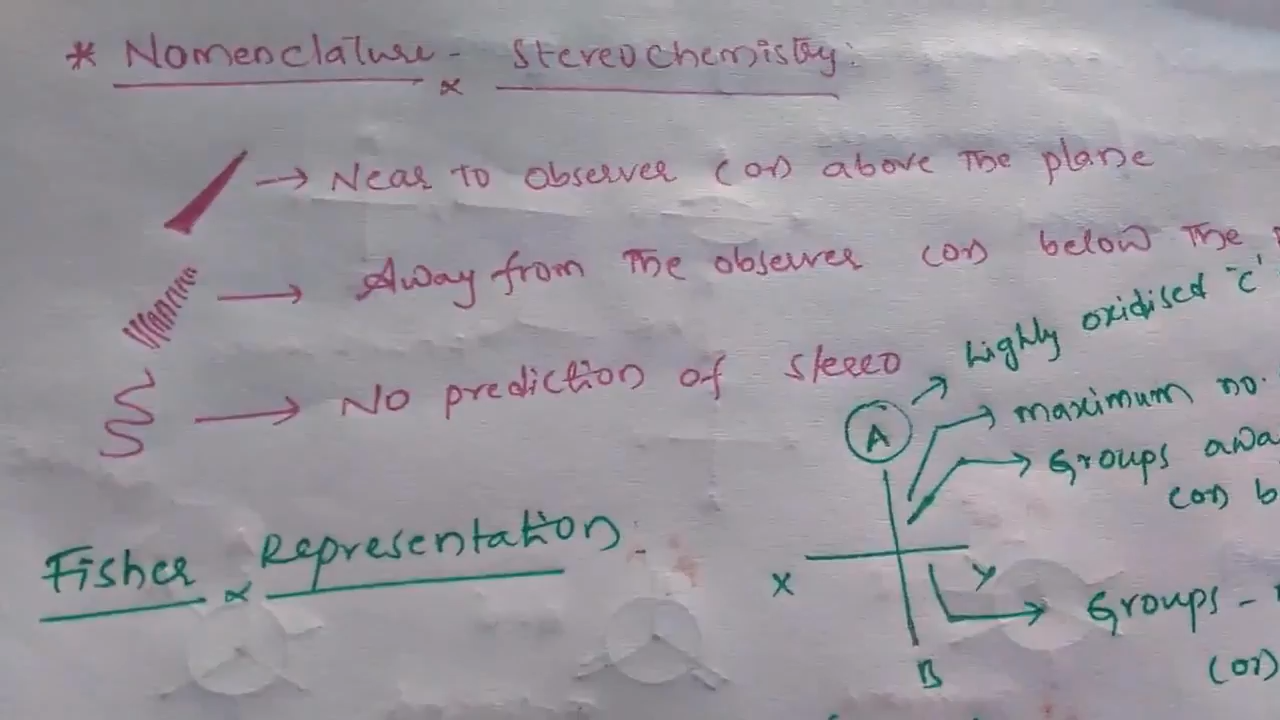 * Nomenclature - Stereochemistry:
→ Near to observer (or) above the plane
→ Away from the observer (or) below the
→ No prediction of stereo
→ highly oxidised "c"
A → maximum no.
→ Groups
(or)
Fisher Representation:
X Y
→ Groups -
(or)
B